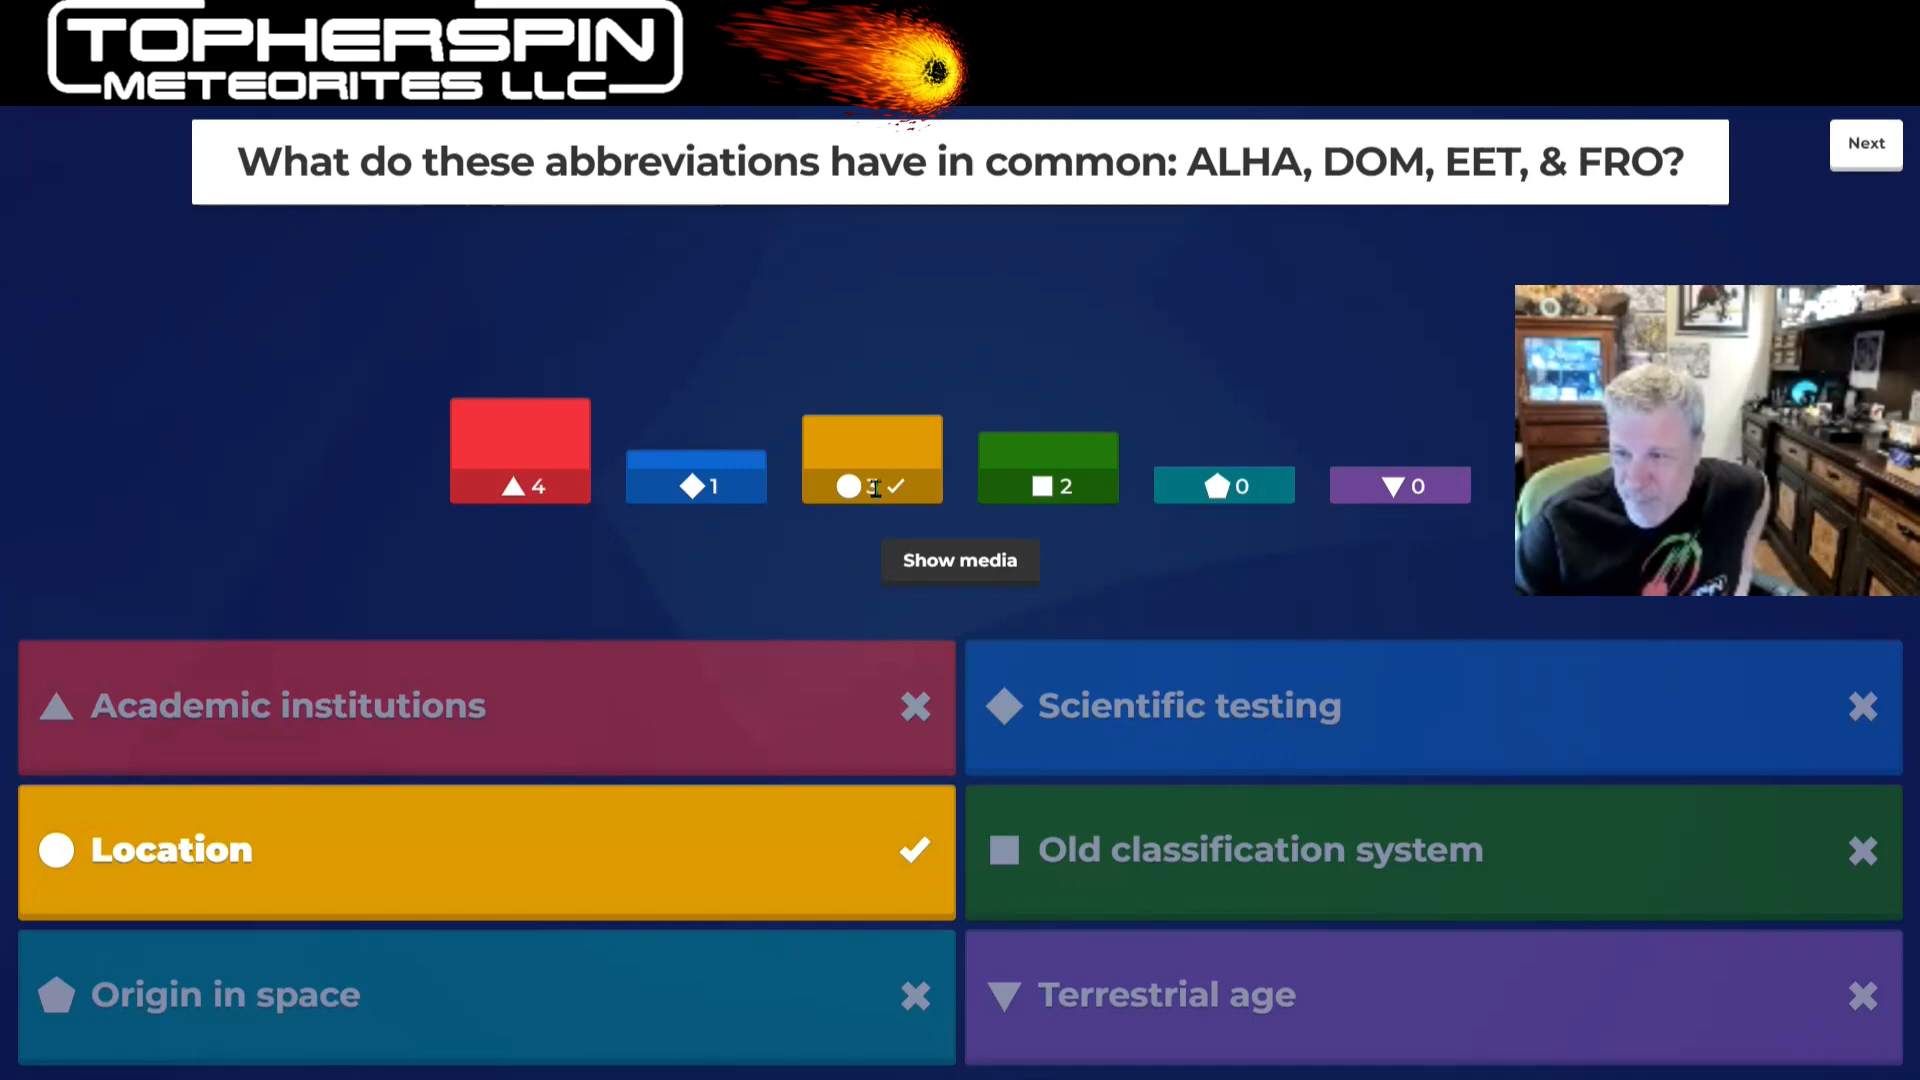 TOPHERSPIN
METEORITES LLC
What do these abbreviations have in common: ALHA, DOM, EET, & FRO?
Next
4
1
3
2
0
0
Show media
Academic institutions
Scientific testing
Location
Old classification system
Origin in space
Terrestrial age